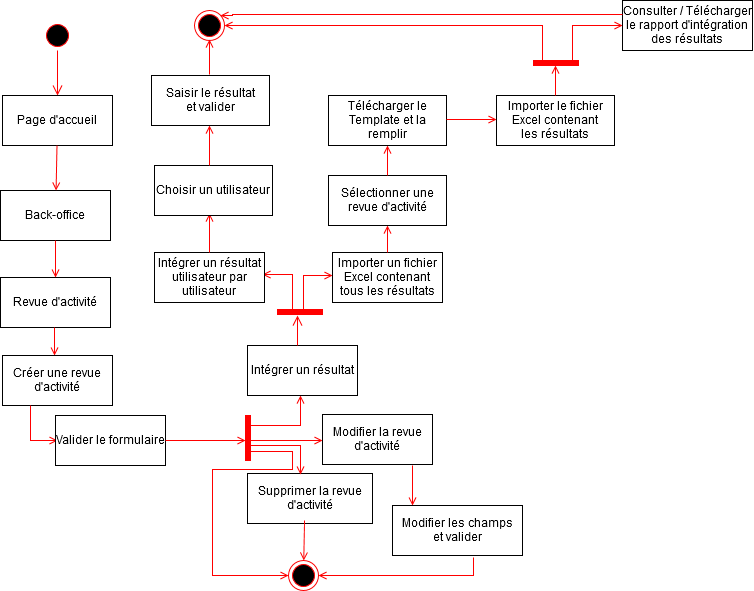 Consulter / Télécharger
le rapport d'intégration
des résultats
Page d'accueil
Saisir le résultat
et valider
Télécharger le
Template et la
remplir
Importer le fichier
Excel contenant
les résultats
Back-office
Choisir un utilisateur
Sélectionner une
revue d'activité
Revue d'activité
Intégrer un résultat
utilisateur par
utilisateur
Importer un fichier
Excel contenant
tous les résultats
Créer une revue
d'activité
Intégrer un résultat
Valider le formulaire
Modifier la revue
d'activité
Supprimer la revue
d'activité
Modifier les champs
et valider